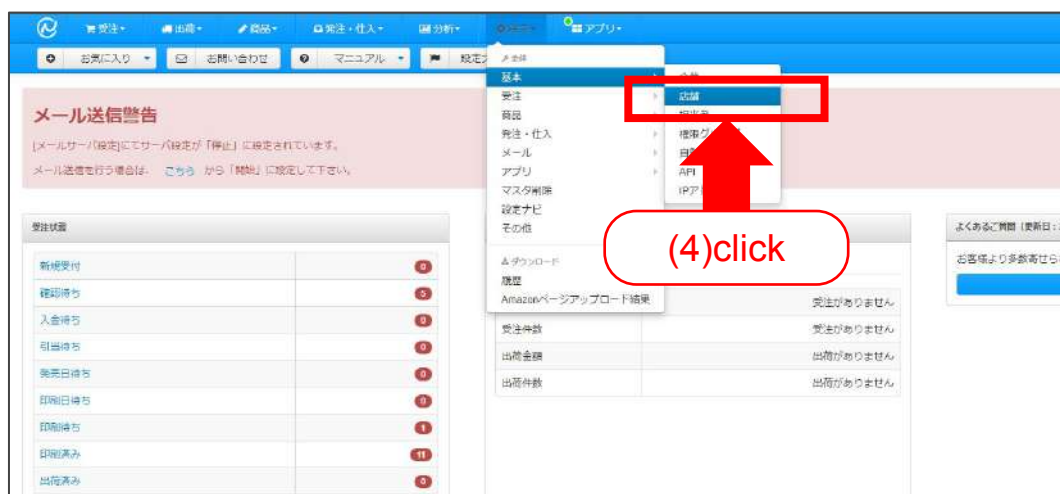 受注
出荷
商品
発注・仕入
分析
アプリ
お気に入り
お問い合わせ
マニュアル
メール送信警告
[メールサーバ設定]にてサーバ設定が「停止」に設定されています。
メール送信を行う場合は、 こちら から「開始」に設定して下さい。
基本
受注
商品
発注・仕入
メール
アプリ
マスタ削除
設定ナビ
その他
ダウンロード
履歴
Amazonページアップロード結果
店舗
API
(4)click
受注状態
新規受付 0
確認待ち 5
入金待ち 0
引当待ち 0
発売日待ち 0
印刷日待ち 0
印刷待ち 1
印刷済み 11
出荷済み 0
受注がありません
受注件数 受注がありません
出荷金額 出荷がありません
出荷件数 出荷がありません
よくあるご質問 (更新日:
お客様より多数寄せら